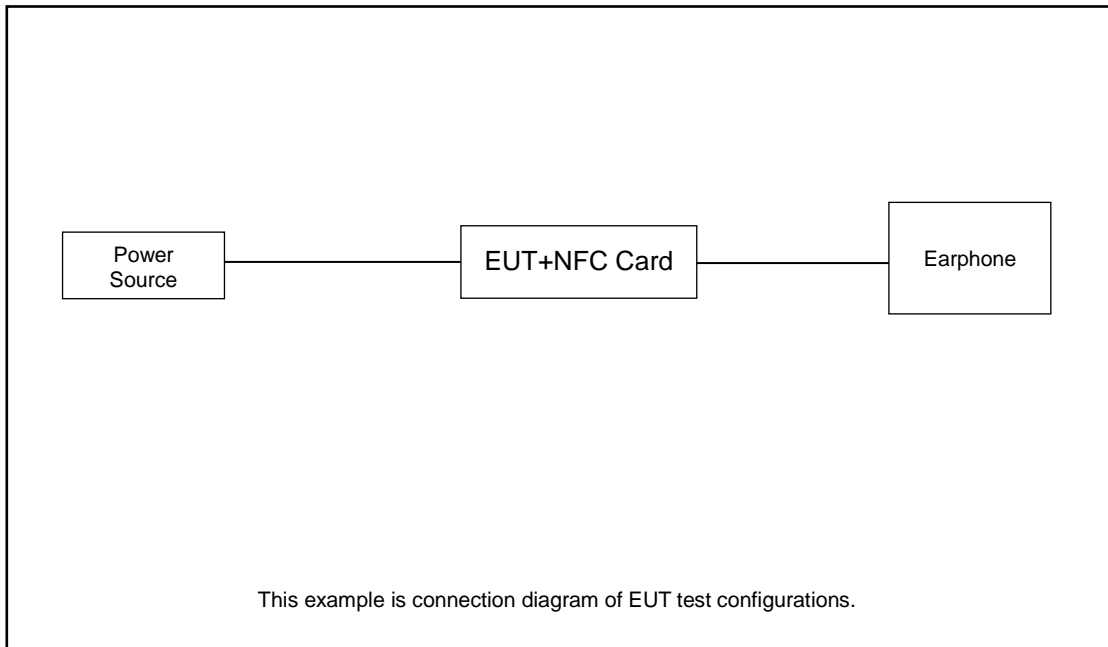 Power
Source
EUT+NFC Card
Earphone
This example is connection diagram of EUT test configurations.